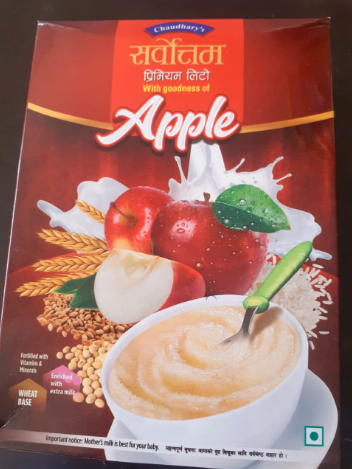 Chaudhary's
सर्वोत्तम
प्रिमियम लिटो
With goodness of
Apple
Fortified with
Vitamins &
Minerals
Enriched
with
extra milk
WHEAT
BASE
Important notice: Mother's milk is best for your baby.